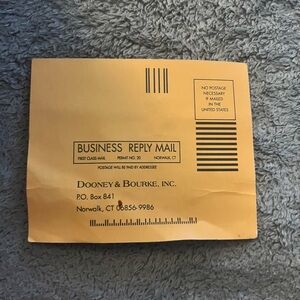 NO POSTAGE
NECESSARY
IF MAILED
IN THE
UNITED STATES
BUSINESS REPLY MAIL
FIRST CLASS MAIL PERMIT NO. 20 NORWALK, CT
POSTAGE WILL BE PAID BY ADDRESSEE
DOONEY & BOURKE, INC.
P.O. Box 841
Norwalk, CT 06856-9986